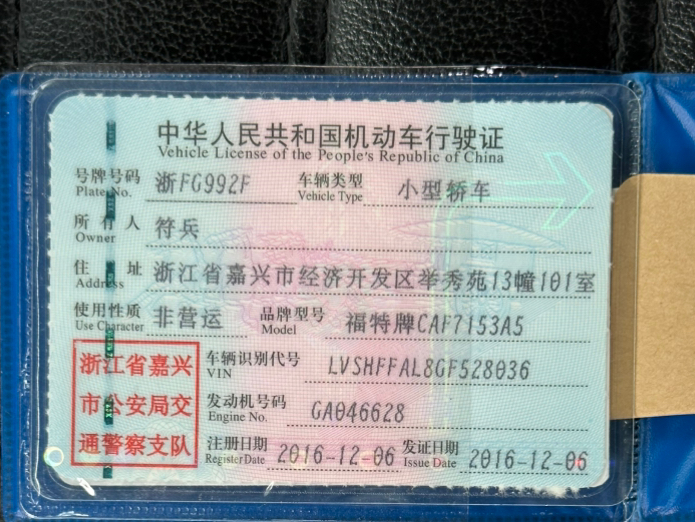 中华人民共和国机动车行驶证
Vehicle License of the People's Republic of China
号牌号码 浙FG992F 车辆类型 小型轿车
Plate No. Vehicle Type
所有人 符兵
Owner
住址 浙江省嘉兴市经济开发区举秀苑13幢101室
Address
使用性质 非营运 品牌型号 福特牌CAF7153A5
Use Character Model
浙江省嘉兴
市公安局交
通警察支队
车辆识别代号 LVSHFFAL8GF528036
VIN
发动机号码 GA046628
Engine No.
注册日期 2016-12-06 发证日期 2016-12-06
Register Date Issue Date